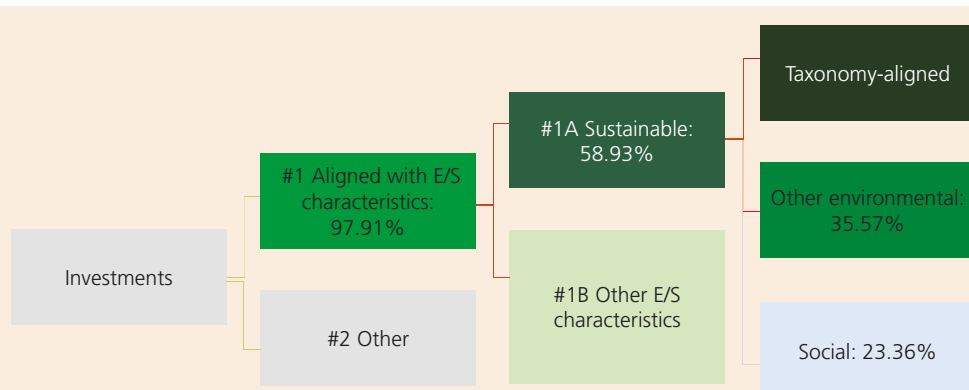 Investments
#1 Aligned with E/S
characteristics:
97.91%
#2 Other
#1A Sustainable:
58.93%
#1B Other E/S
characteristics
Taxonomy-aligned
Other environmental:
35.57%
Social: 23.36%